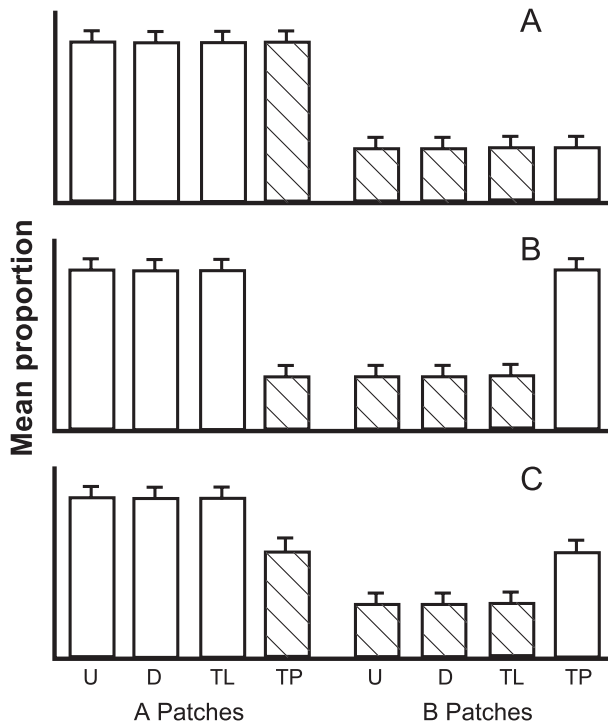 A
B
C
Mean proportion
U D TL TP U D TL TP
A Patches B Patches